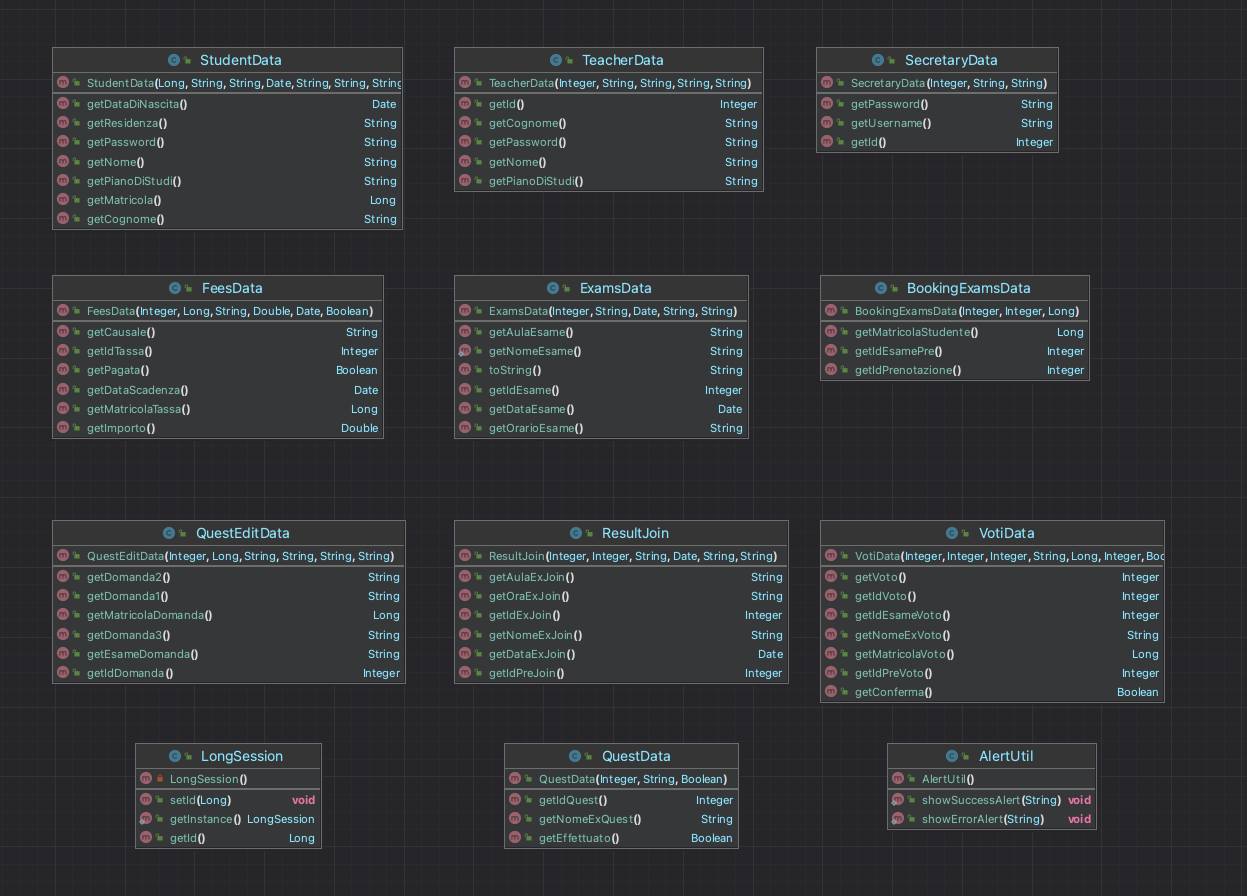 StudentData
StudentData(Long, String, String, Date, String, String, String
getDataDiNascita() Date
getResidenza() String
getPassword() String
getNome() String
getPianoDiStudi() String
getMatricola() Long
getCognome() String
TeacherData
TeacherData(Integer, String, String, String, String)
getId() Integer
getCognome() String
getPassword() String
getNome() String
getPianoDiStudi() String
SecretaryData
SecretaryData(Integer, String, String)
getPassword() String
getUsername() String
getId() Integer
FeesData
FeesData(Integer, Long, String, Double, Date, Boolean)
getCausale() String
getIdTassa() Integer
getPagata() Boolean
getDataScadenza() Date
getMatricolaTassa() Long
getImporto() Double
ExamsData
ExamsData(Integer, String, Date, String, String)
getAulaEsame() String
getNomeEsame() String
toString() String
getIdEsame() Integer
getDataEsame() Date
getOrarioEsame() String
BookingExamsData
BookingExamsData(Integer, Integer, Long)
getMatricolaStudente() Long
getIdEsamePre() Integer
getIdPrenotazione() Integer
QuestEditData
QuestEditData(Integer, Long, String, String, String, String)
getDomanda2() String
getDomanda1() String
getMatricolaDomanda() Long
getDomanda3() String
getEsameDomanda() String
getIdDomanda() Integer
ResultJoin
ResultJoin(Integer, Integer, String, Date, String, String)
getAulaExJoin() String
getOraExJoin() String
getIdExJoin() Integer
getNomeExJoin() String
getDataExJoin() Date
getIdPreJoin() Integer
VotiData
VotiData(Integer, Integer, Integer, String, Long, Integer, Boo
getVoto() Integer
getIdVoto() Integer
getIdEsameVoto() Integer
getNomeExVoto() String
getMatricolaVoto() Long
getIdPreVoto() Integer
getConferma() Boolean
LongSession
LongSession()
setId(Long) void
getInstance() LongSession
getId() Long
QuestData
QuestData(Integer, String, Boolean)
getIdQuest() Integer
getNomeExQuest() String
getEffettuato() Boolean
AlertUtil
AlertUtil()
showSuccessAlert(String) void
showErrorAlert(String) void